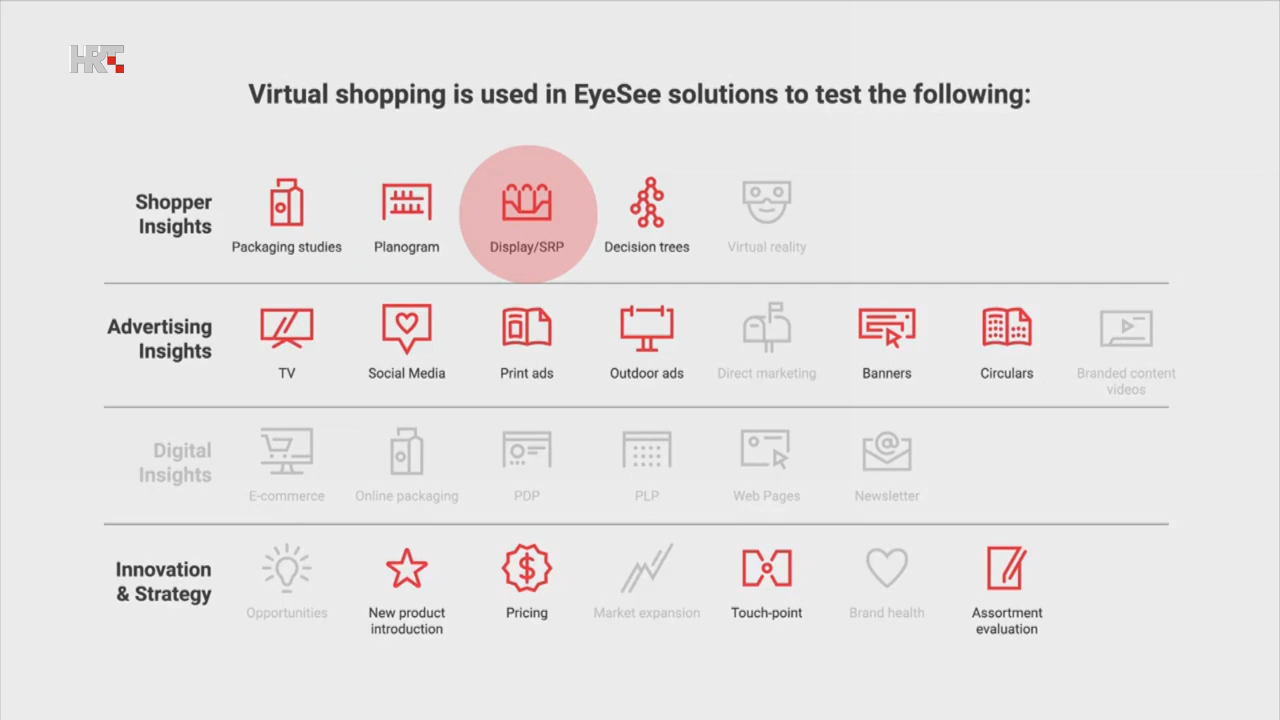 HRT
Virtual shopping is used in EyeSee solutions to test the following:
Shopper
Insights
Packaging studies
Planogram
Display/SRP
Decision trees
Virtual reality
Advertising
Insights
TV
Social Media
Print ads
Outdoor ads
Direct marketing
Banners
Circulars
Branded content
videos
Digital
Insights
E-commerce
Online packaging
PDP
PLP
Web Pages
Newsletter
Innovation
& Strategy
Opportunities
New product
introduction
Pricing
Market expansion
Touch-point
Brand health
Assortment
evaluation